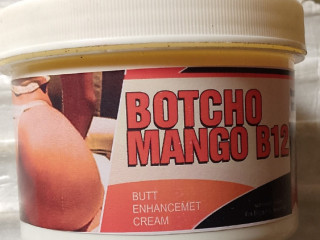 BOTCHO
MANGO B12
BUTT
ENHANCEMET
CREAM